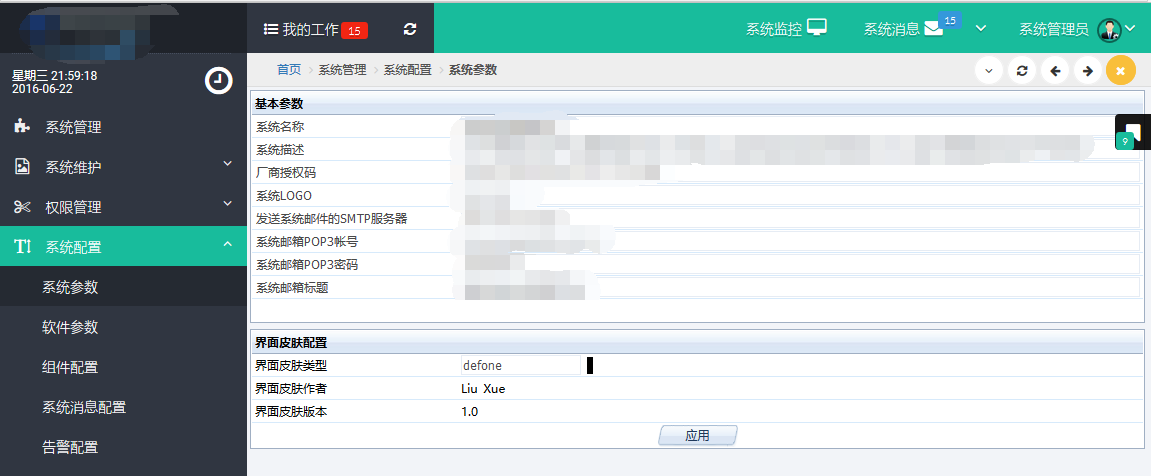 我的工作 15
系统监控
系统消息 15
系统管理员
星期三 21:59:18
2016-06-22
首页 系统管理 系统配置 系统参数
系统管理
系统维护
权限管理
系统配置
系统参数
软件参数
组件配置
系统消息配置
告警配置
基本参数
系统名称
系统描述
厂商授权码
系统LOGO
发送系统邮件的SMTP服务器
系统邮箱POP3帐号
系统邮箱POP3密码
系统邮箱标题
9
界面皮肤配置
界面皮肤类型 defone
界面皮肤作者 Liu Xue
界面皮肤版本 1.0
应用